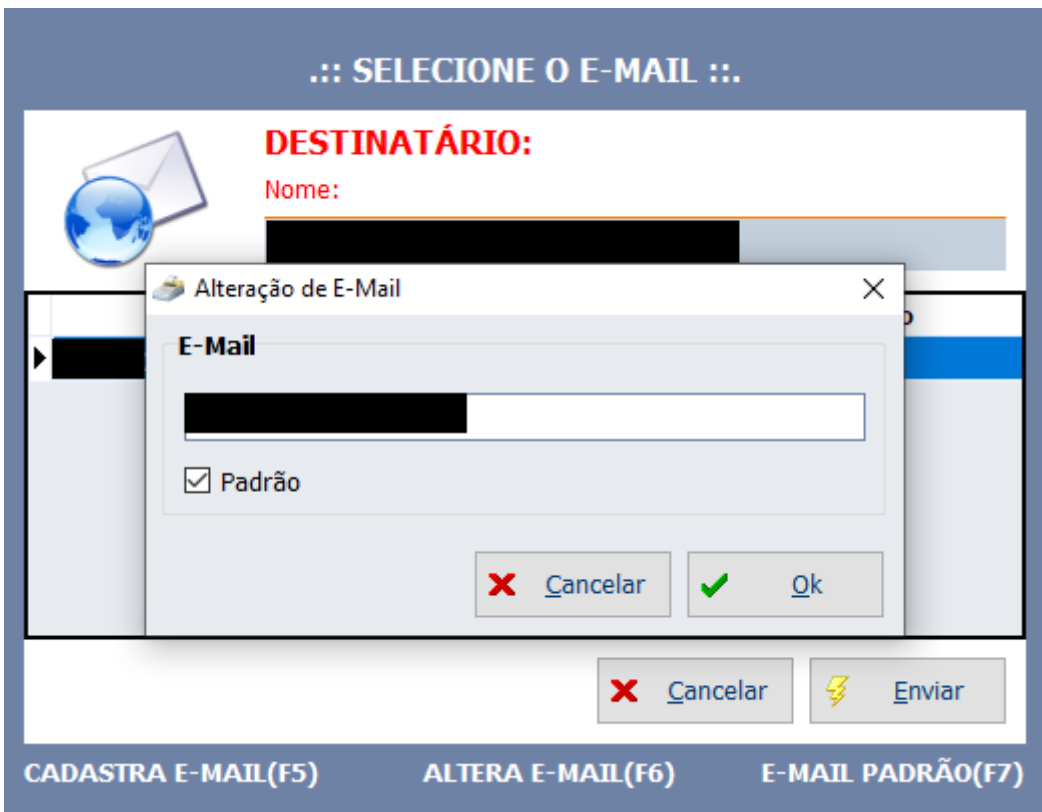 .:: SELECIONE O E-MAIL ::.
DESTINATÁRIO:
Nome:
Alteração de E-Mail
E-Mail
Padrão
Cancelar
Ok
Cancelar
Enviar
CADASTRA E-MAIL(F5)
ALTERA E-MAIL(F6)
E-MAIL PADRÃO(F7)